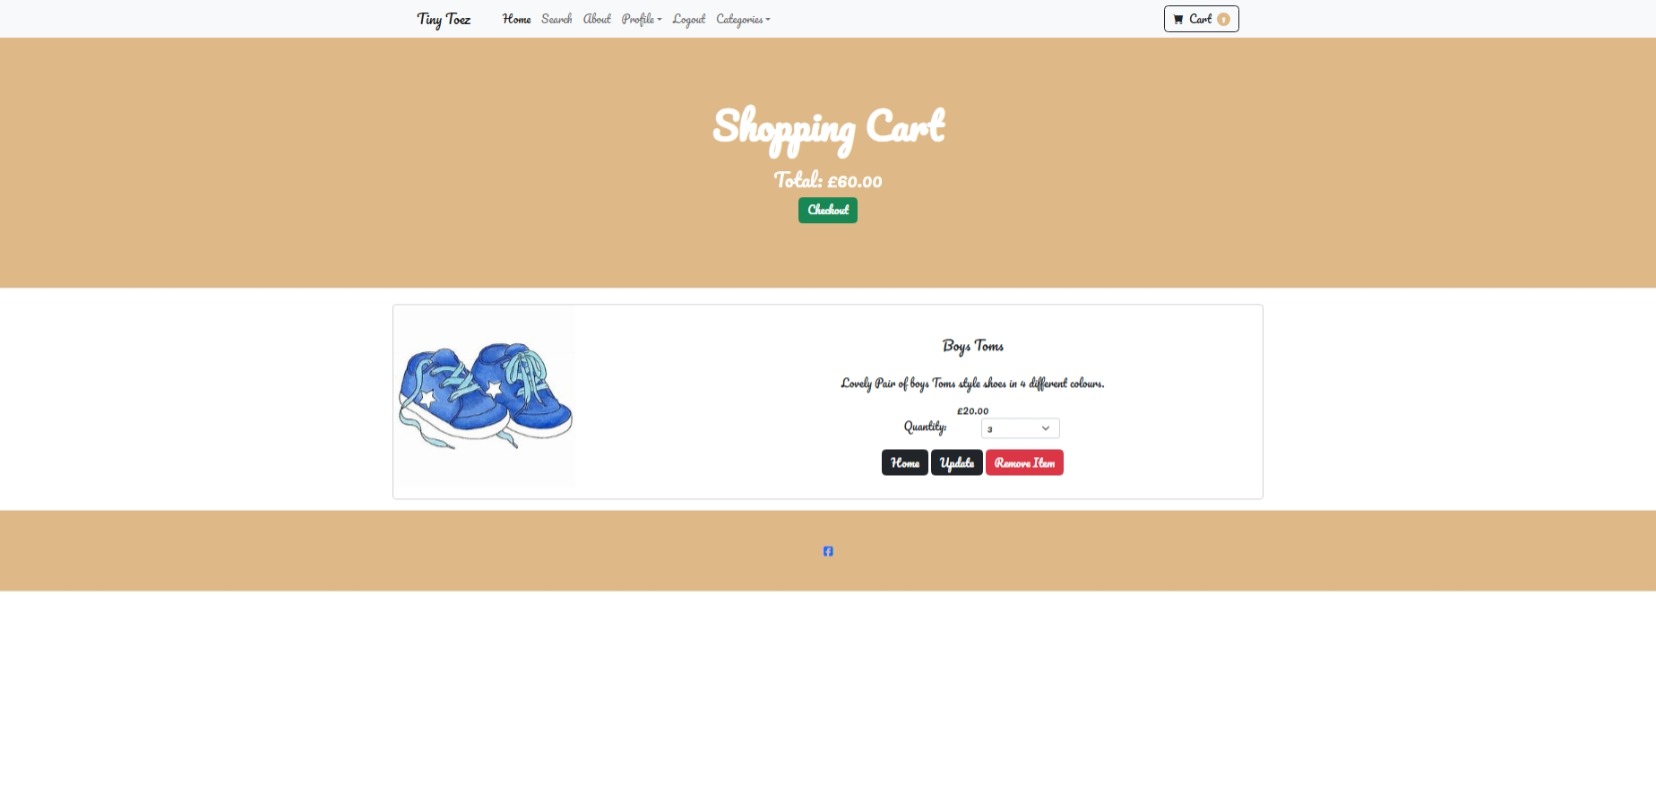 Tiny Toez Home Search About Profile Logout Categories Cart 1
Shopping Cart
Total: £60.00
Checkout
Boys Toms
Lovely Pair of boys Toms style shoes in 4 different colours.
£20.00
Quantity: 3
Home Update Remove Item